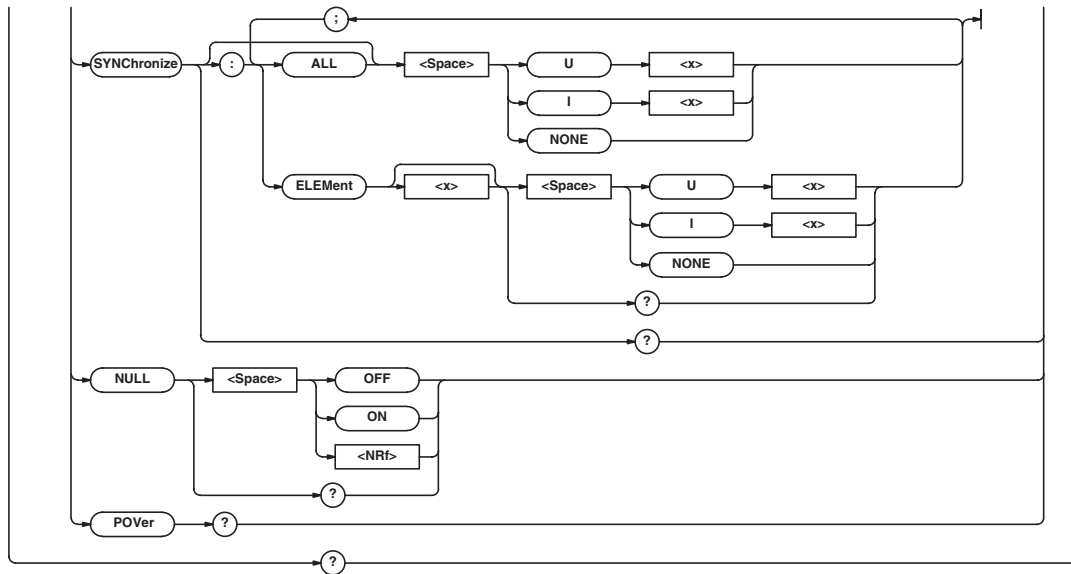 ;
SYNChronize : ALL <Space> U <x>
I <x>
NONE
ELEMent <x> <Space> U <x>
I <x>
NONE
?
?
NULL <Space> OFF
ON
<NRf>
?
POVer ?
?